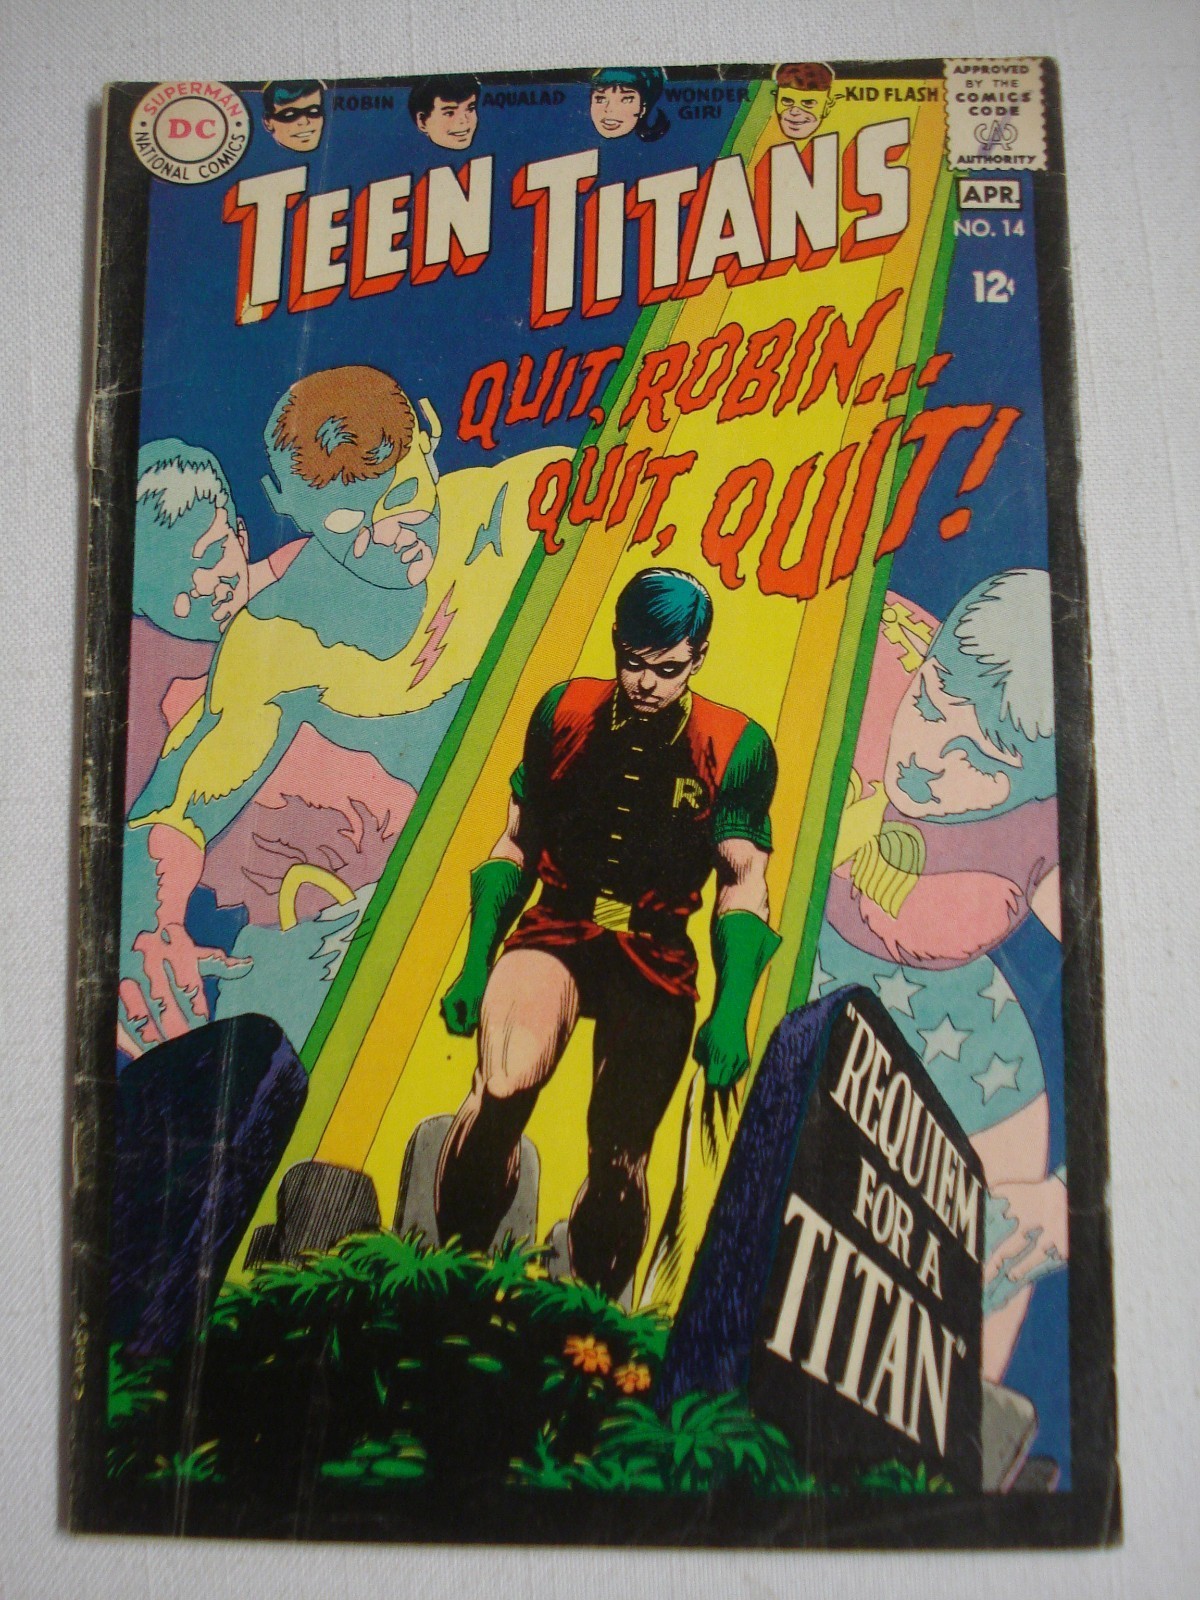 SUPERMAN
DC
NATIONAL COMICS
ROBIN
AQUALAD
WONDER
GIRL
KID FLASH
APPROVED
BY THE
COMICS
CODE
CA
AUTHORITY
TEEN TITANS
APR.
NO. 14
12¢
QUIT, ROBIN...
QUIT, QUIT!
R
"REQUIEM
FOR A
TITAN"